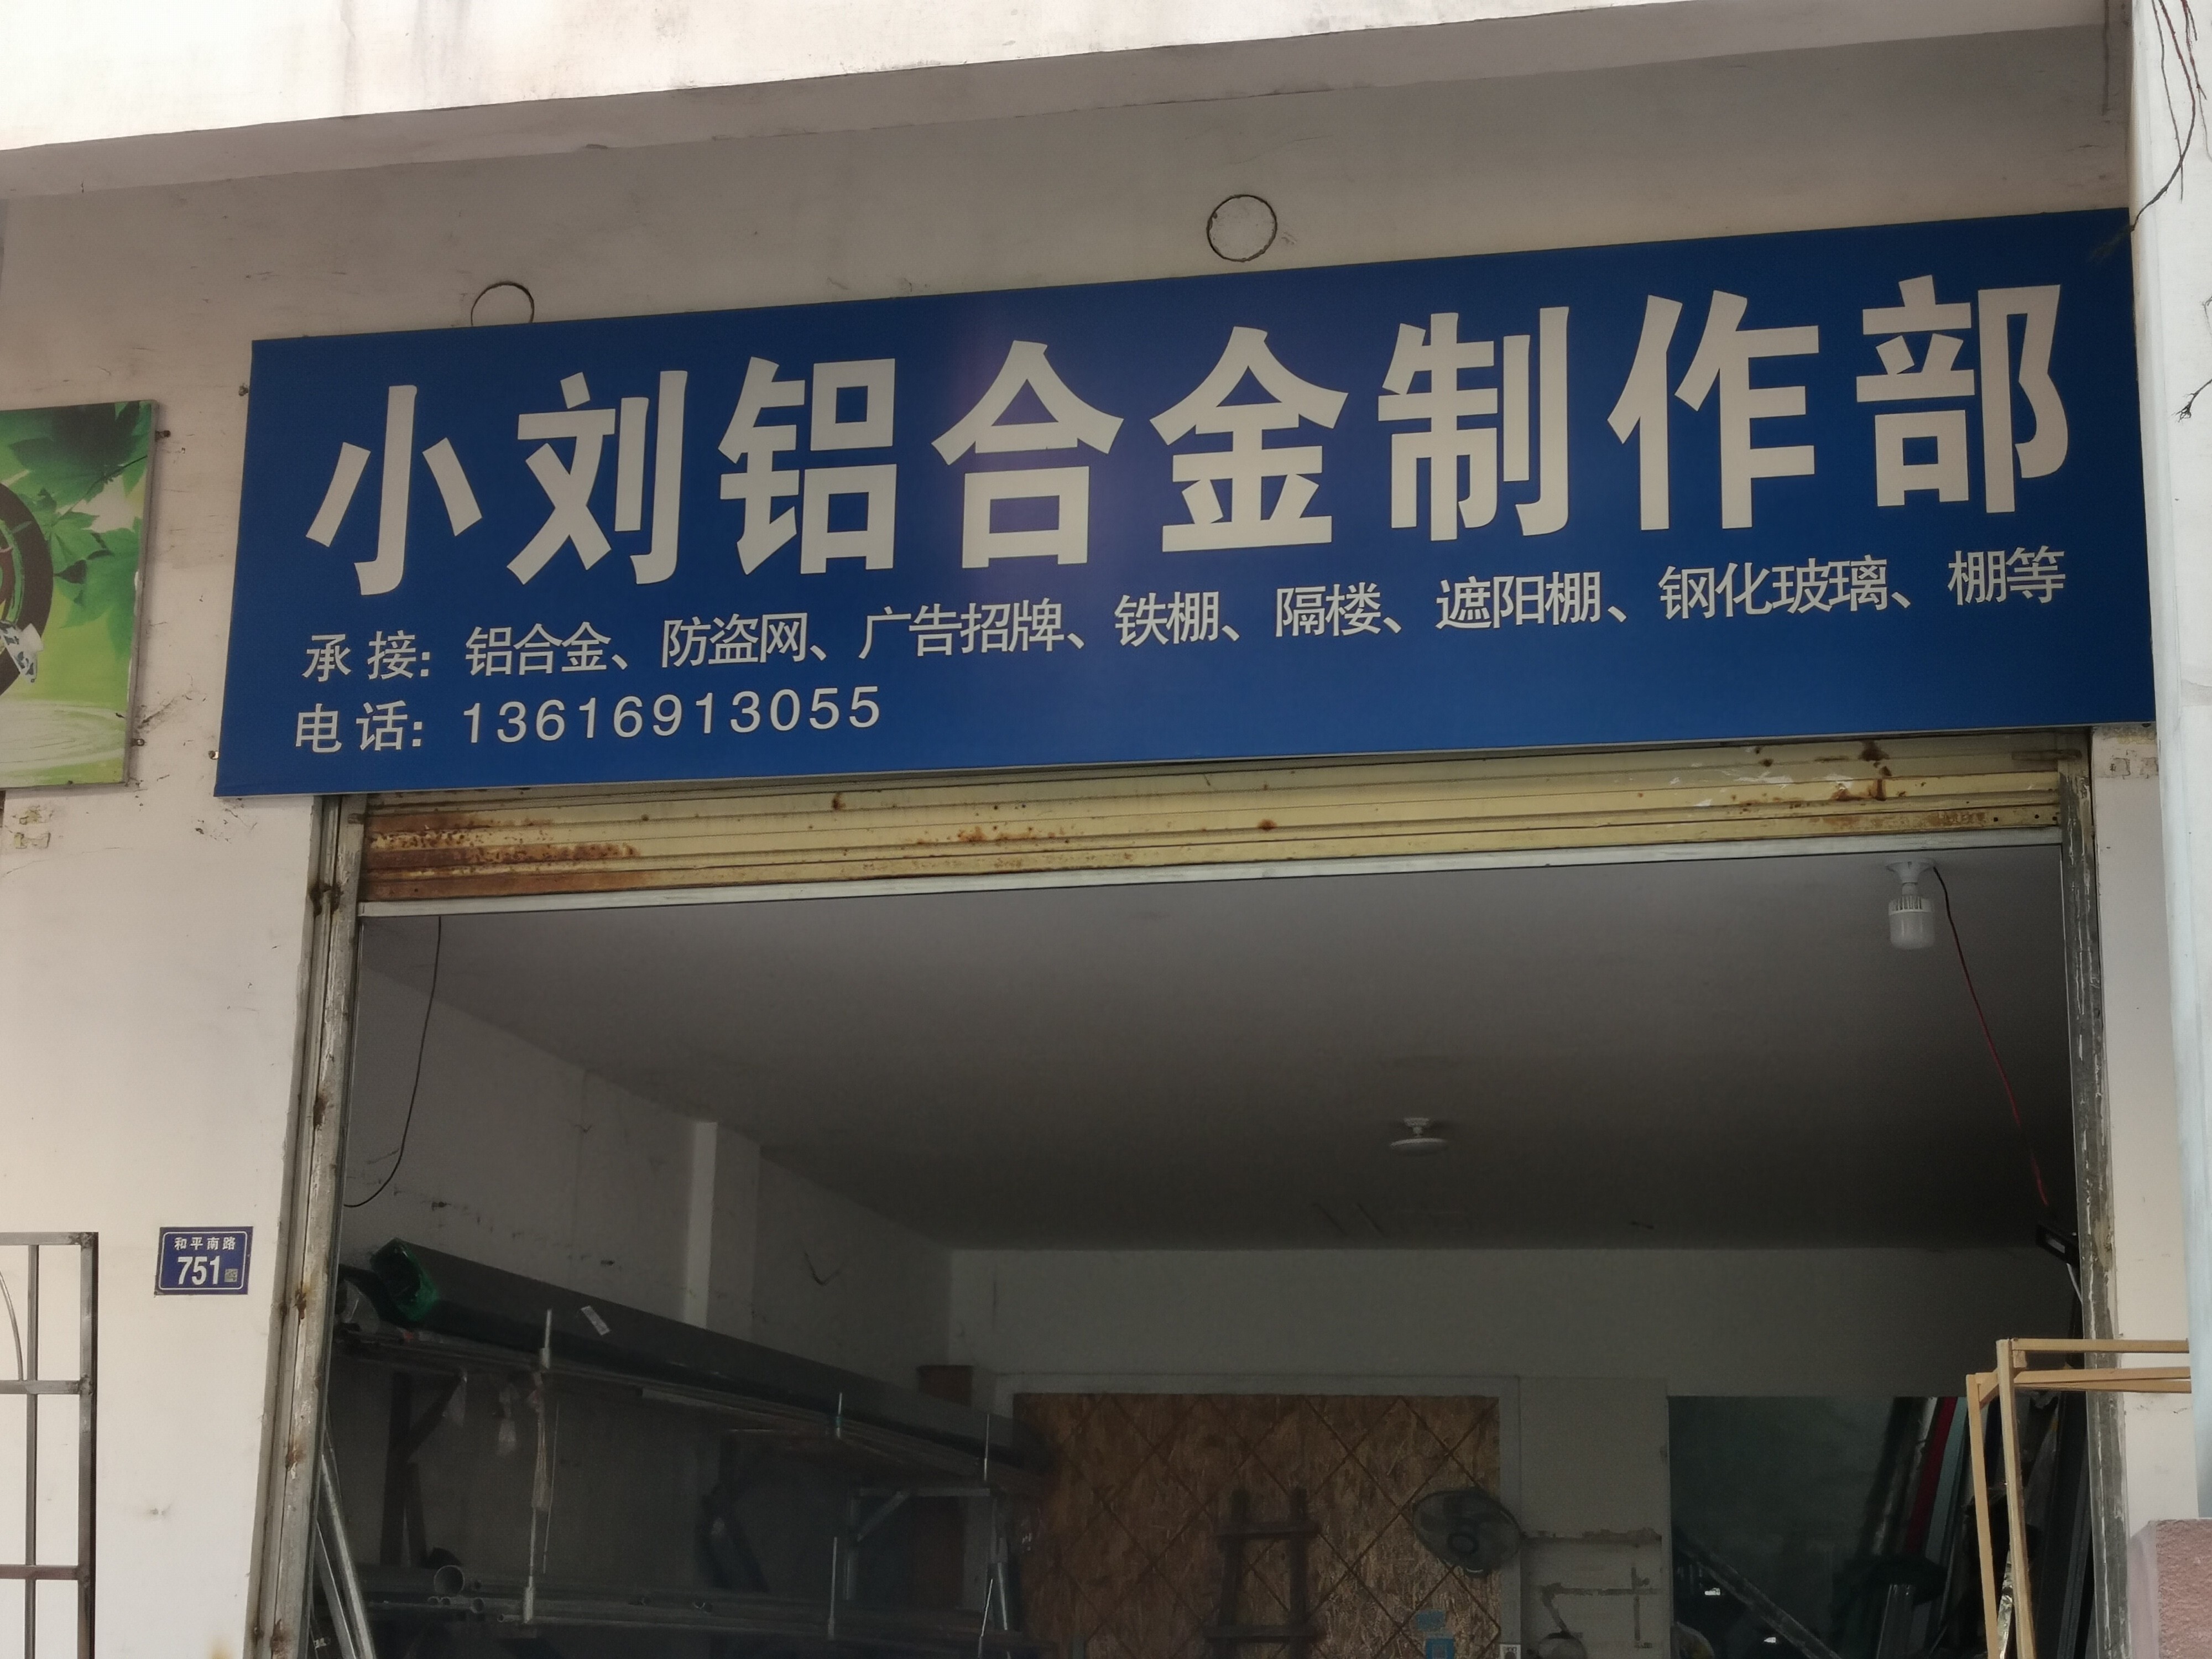 小刘铝合金制作部
承接：铝合金、防盗网、广告招牌、铁棚、隔楼、遮阳棚、钢化玻璃、棚等
电话：13616913055
和平南路
751